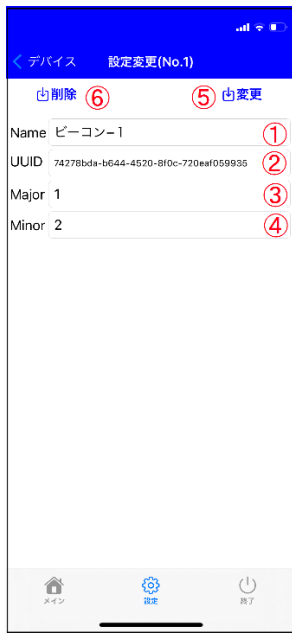 デバイス 設定変更(No.1)
削除 ⑥ ⑤ 変更
Name ビーコン−1 ①
UUID 74278bda-b644-4520-8f0c-720eaf059935 ②
Major 1 ③
Minor 2 ④
メイン 設定 終了